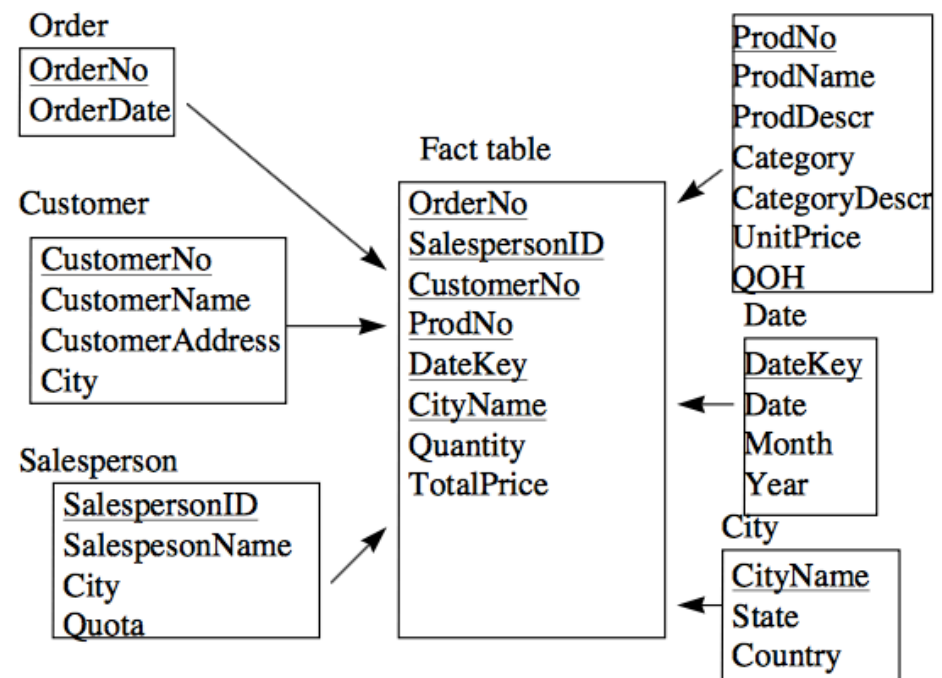 Order
OrderNo
OrderDate
Customer
CustomerNo
CustomerName
CustomerAddress
City
Salesperson
SalespersonID
SalespesonName
City
Quota
Fact table
OrderNo
SalespersonID
CustomerNo
ProdNo
DateKey
CityName
Quantity
TotalPrice
ProdNo
ProdName
ProdDescr
Category
CategoryDescr
UnitPrice
QOH
Date
DateKey
Date
Month
Year
City
CityName
State
Country